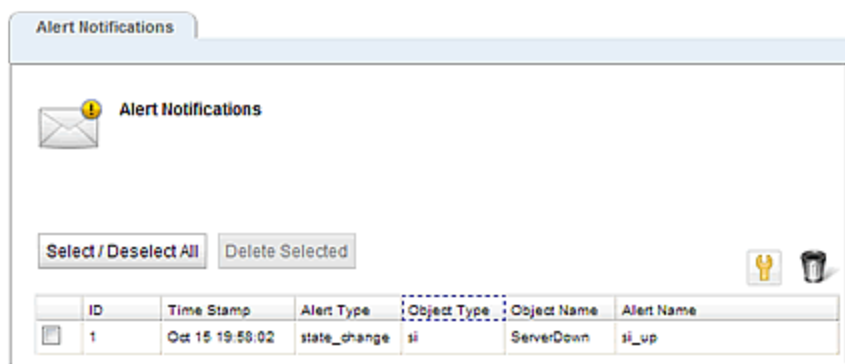 Alert Notifications
Alert Notifications
Select / Deselect All Delete Selected
ID Time Stamp Alert Type Object Type Object Name Alert Name
1 Oct 15 19:58:02 state_change si ServerDown si_up